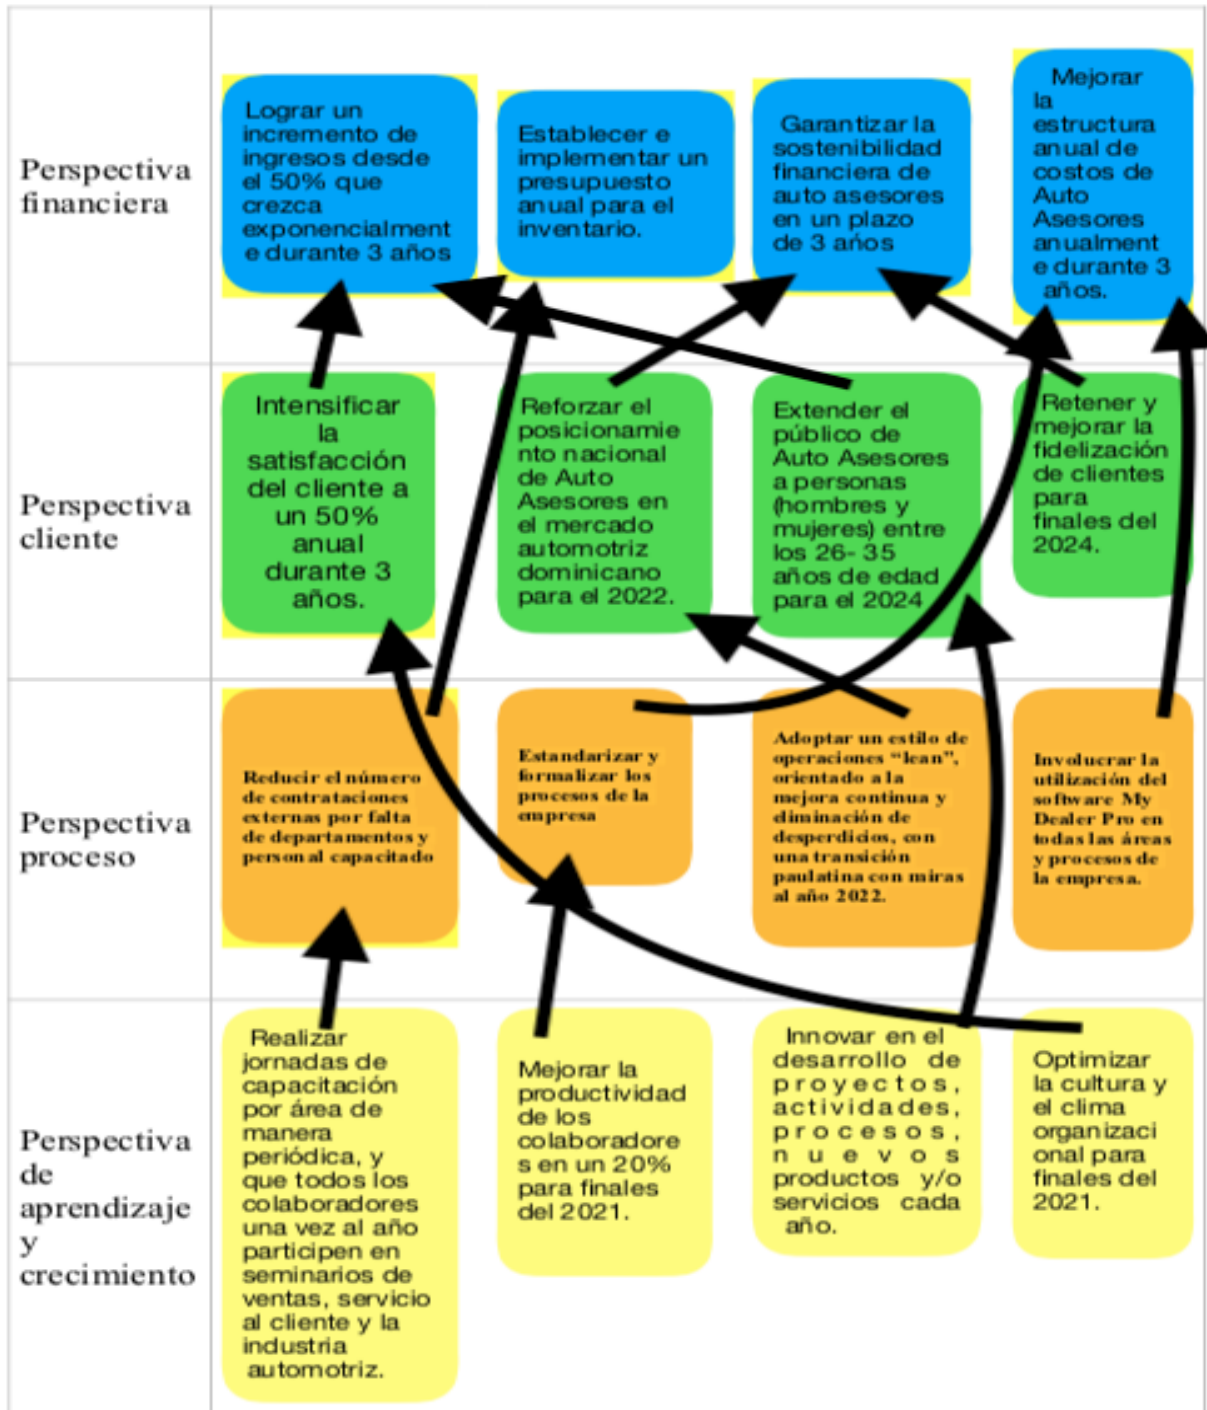 Perspectiva
financiera
Lograr un
incremento de
ingresos desde
el 50% que
crezca
exponencialment
e durante 3 años
Establecer e
implementar un
presupuesto
anual para el
inventario.
Garantizar la
sostenibilidad
financiera de
auto asesores
en un plazo
de 3 años
Mejorar
la
estructura
anual de
costos de
Auto
Asesores
anualment
e durante 3
años.
Perspectiva
cliente
Intensificar
la
satisfacción
del cliente a
un 50%
anual
durante 3
años.
Reforzar el
posicionamie
nto nacional
de Auto
Asesores en
el mercado
automotriz
dominicano
para el 2022.
Extender el
público de
Auto Asesores
a personas
(hombres y
mujeres) entre
los 26- 35
años de edad
para el 2024
Retener y
mejorar la
fidelización
de clientes
para
finales del
2024.
Perspectiva
proceso
Reducir el número
de contrataciones
externas por falta
de departamentos y
personal capacitado
Estandarizar y
formalizar los
procesos de la
empresa
Adoptar un estilo de
operaciones “lean”,
orientado a la
mejora continua y
eliminación de
desperdicios, con
una transición
paulatina con miras
al año 2022.
Involucrar la
utilización del
software My
Dealer Pro en
todas las áreas
y procesos de
la empresa.
Perspectiva
de
aprendizaje
y
crecimiento
Realizar
jornadas de
capacitación
por área de
manera
periódica, y
que todos los
colaboradores
una vez al año
participen en
seminarios de
ventas, servicio
al cliente y la
industria
automotriz.
Mejorar la
productividad
de los
colaboradore
s en un 20%
para finales
del 2021.
Innovar en el
desarrollo de
proyectos,
actividades,
procesos,
nuevos
productos y/o
servicios cada
año.
Optimizar
la cultura y
el clima
organizaci
onal para
finales del
2021.